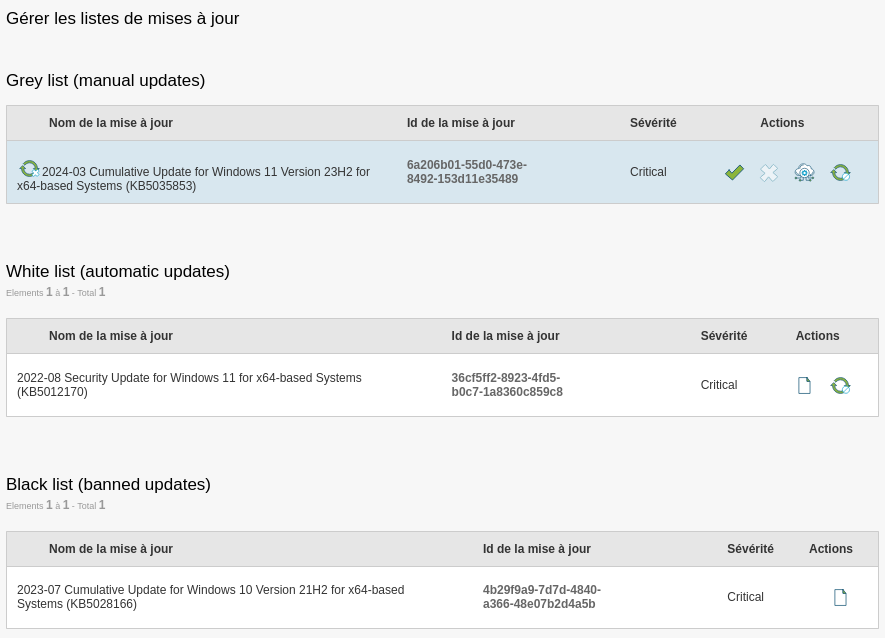 Gérer les listes de mises à jour
Grey list (manual updates)
Nom de la mise à jour Id de la mise à jour Sévérité Actions
2024-03 Cumulative Update for Windows 11 Version 23H2 for
x64-based Systems (KB5035853)
6a206b01-55d0-473e-
8492-153d11e35489
Critical
White list (automatic updates)
Elements 1 à 1 - Total 1
Nom de la mise à jour Id de la mise à jour Sévérité Actions
2022-08 Security Update for Windows 11 for x64-based Systems
(KB5012170)
36cf5ff2-8923-4fd5-
b0c7-1a8360c859c8
Critical
Black list (banned updates)
Elements 1 à 1 - Total 1
Nom de la mise à jour Id de la mise à jour Sévérité Actions
2023-07 Cumulative Update for Windows 10 Version 21H2 for x64-based
Systems (KB5028166)
4b29f9a9-7d7d-4840-
a366-48e07b2d4a5b
Critical